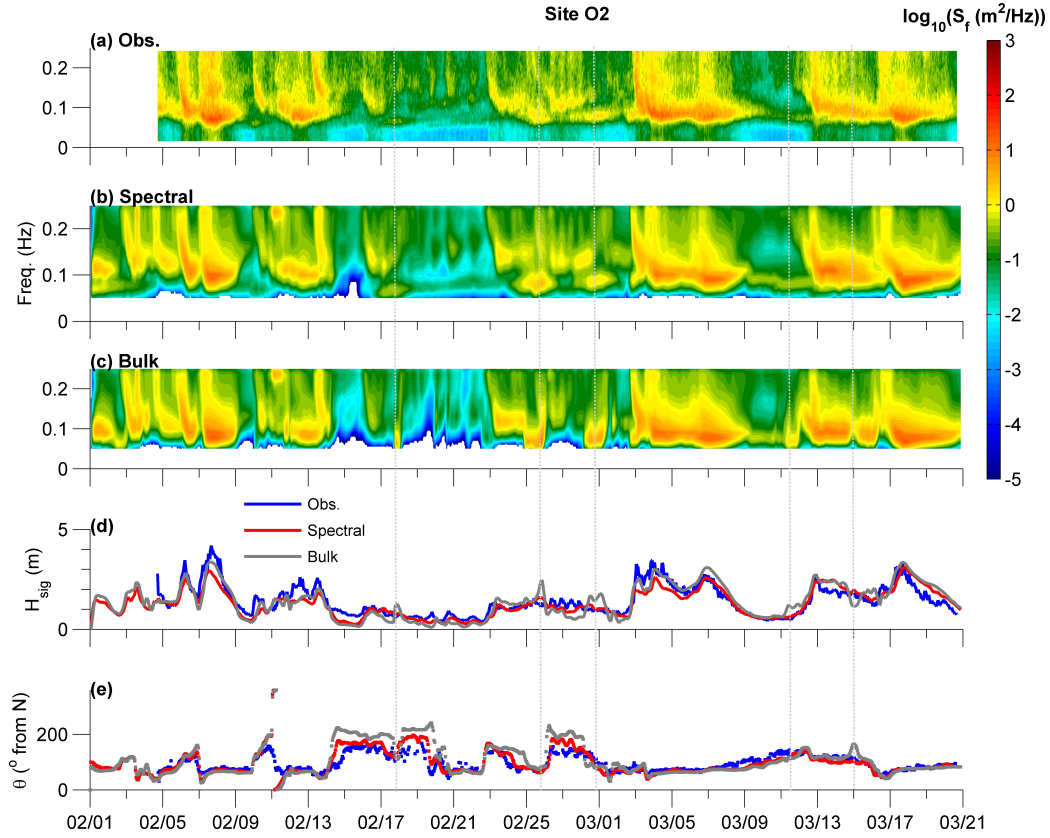 Site O2
log10(Sf (m2/Hz))
(a) Obs.
0.2
0.1
0
(b) Spectral
0.2
0.1
0
Freq. (Hz)
(c) Bulk
0.2
0.1
0
3
2
1
0
-1
-2
-3
-4
-5
(d)
Obs.
Spectral
Bulk
5
0
Hsig (m)
(e)
200
0
θ (° from N)
02/01 02/05 02/09 02/13 02/17 02/21 02/25 03/01 03/05 03/09 03/13 03/17 03/21